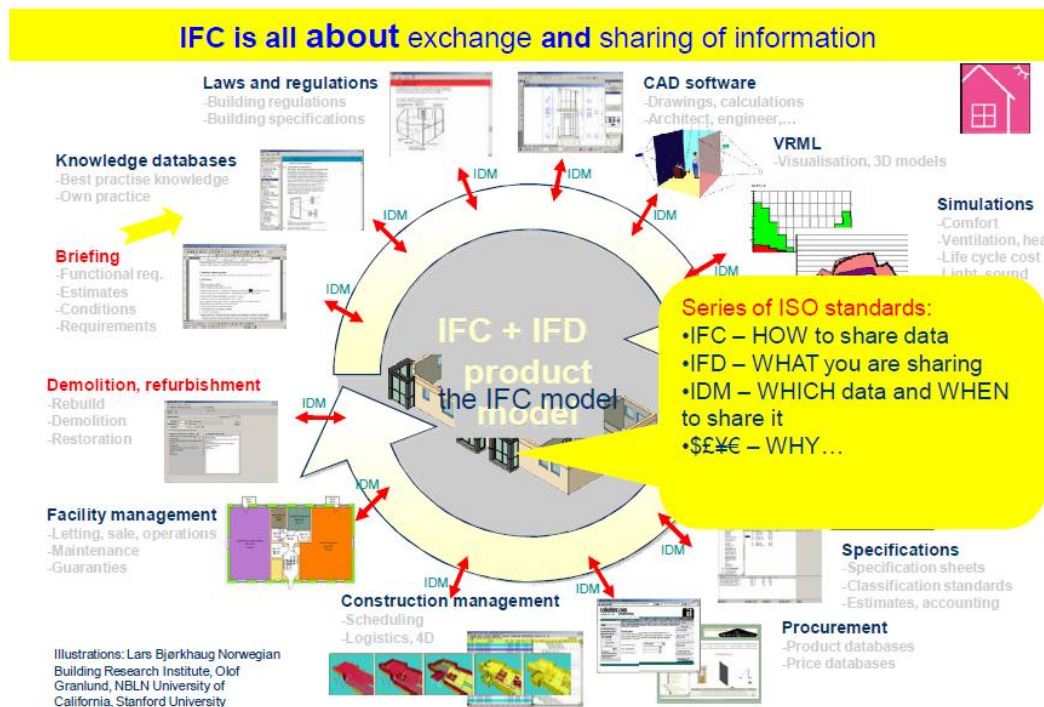 IFC is all about exchange and sharing of information
Laws and regulations
-Building regulations
-Building specifications
CAD software
-Drawings, calculations
-Architect, engineer,...
VRML
-Visualisation, 3D models
Knowledge databases
-Best practise knowledge
-Own practice
IDM
IDM
IDM
IDM
Simulations
-Comfort
-Ventilation, hea
-Life cycle cost
-Light, sound
Briefing
-Functional req.
-Estimates
-Conditions
-Requirements
IDM
IDM
IFC + IFD
product
model
the IFC model
Series of ISO standards:
•IFC – HOW to share data
•IFD – WHAT you are sharing
•IDM – WHICH data and WHEN
to share it
•$£¥€ – WHY…
Demolition, refurbishment
-Rebuild
-Demolition
-Restoration
IDM
IDM
Facility management
-Letting, sale, operations
-Maintenance
-Guaranties
IDM
IDM
IDM
Specifications
-Specification sheets
-Classification standards
-Estimates, accounting
Construction management
-Scheduling
-Logistics, 4D
Procurement
-Product databases
-Price databases
Illustrations: Lars Bjørkhaug Norwegian
Building Research Institute, Olof
Granlund, NBLN University of
California, Stanford University